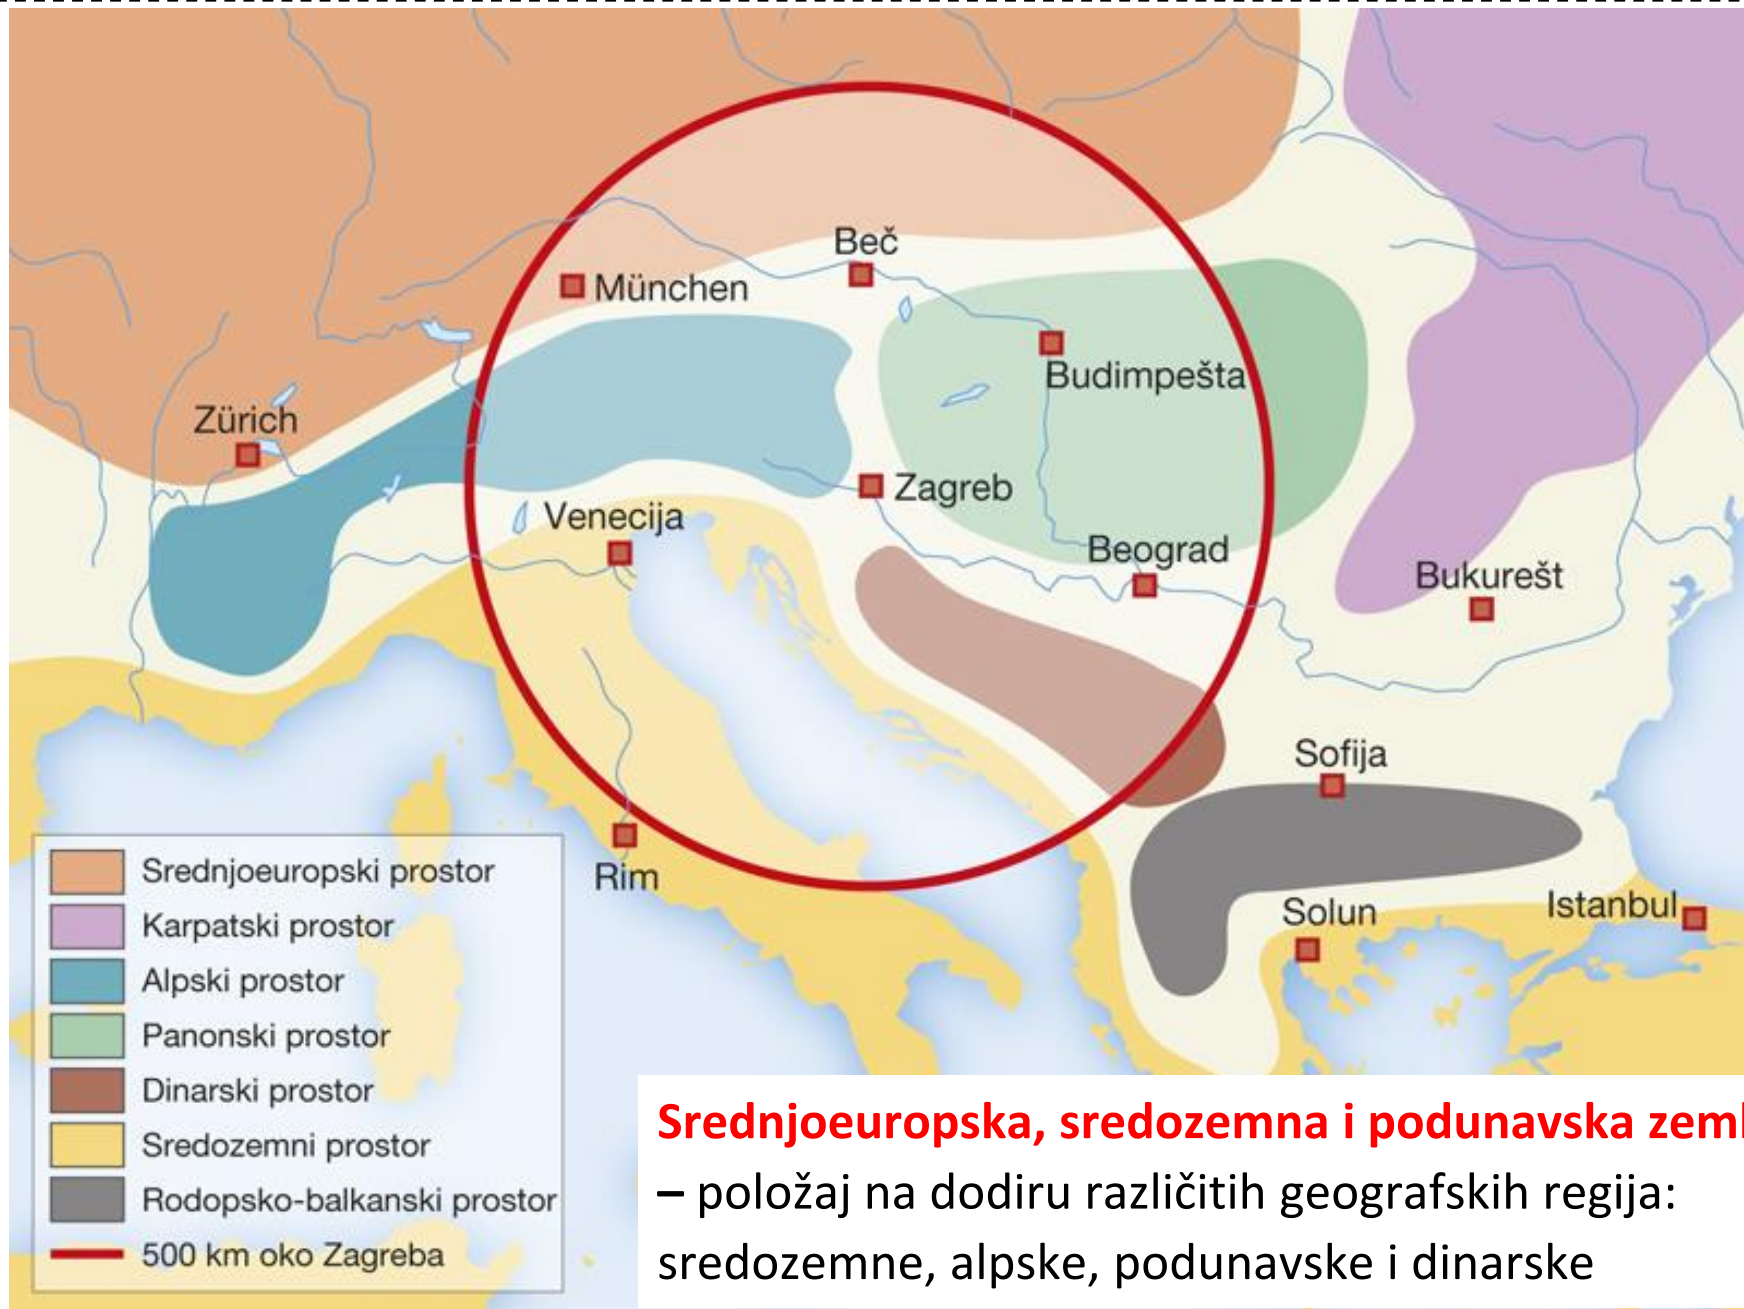 Beč
München
Budimpešta
Zürich
Zagreb
Venecija
Beograd
Bukurešt
Sofija
Rim
Solun
Istanbul
Srednjoeuropski prostor
Karpatski prostor
Alpski prostor
Panonski prostor
Dinarski prostor
Sredozemni prostor
Rodopsko-balkanski prostor
500 km oko Zagreba
Srednjoeuropska, sredozemna i podunavska
– položaj na dodiru različitih geografskih regija:
sredozemne, alpske, podunavske i dinarske